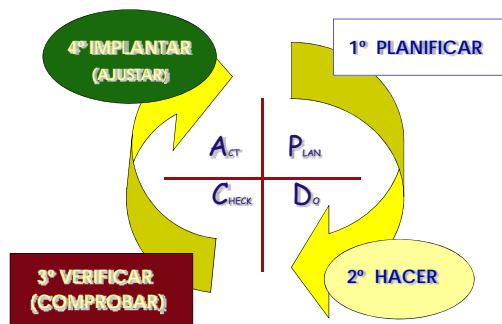 4º IMPLANTAR
(AJUSTAR)
1º PLANIFICAR
ACT
PLAN
CHECK
DO
3º VERIFICAR
(COMPROBAR)
2º HACER